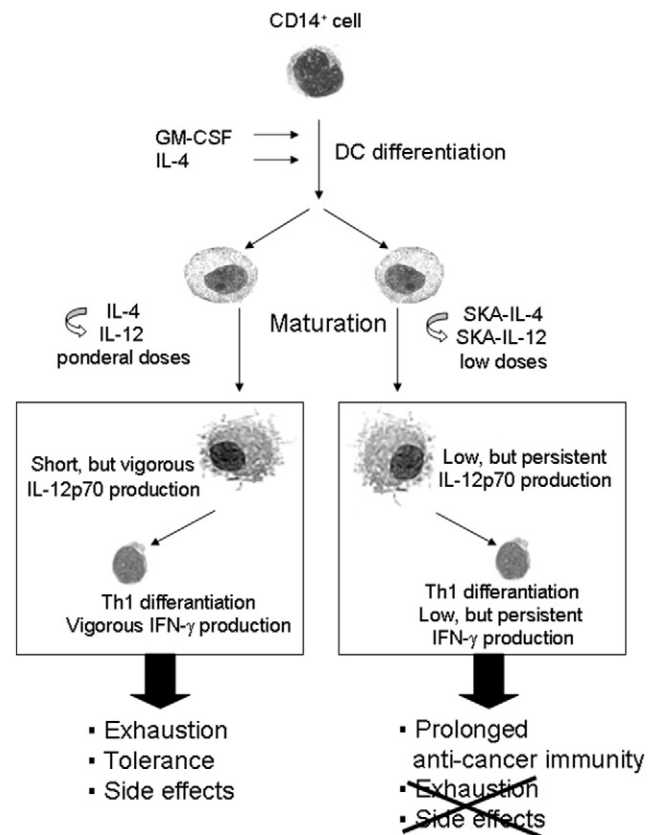 CD14⁺ cell
GM-CSF
IL-4
DC differentiation
IL-4
IL-12
ponderal doses
Maturation
SKA-IL-4
SKA-IL-12
low doses
Short, but vigorous
IL-12p70 production
Th1 differantiation
Vigorous IFN-γ production
Low, but persistent
IL-12p70 production
Th1 differantiation
Low, but persistent
IFN-γ production
▪ Exhaustion
▪ Tolerance
▪ Side effects
▪ Prolonged
anti-cancer immunity
▪ Exhaustion
▪ Side effects